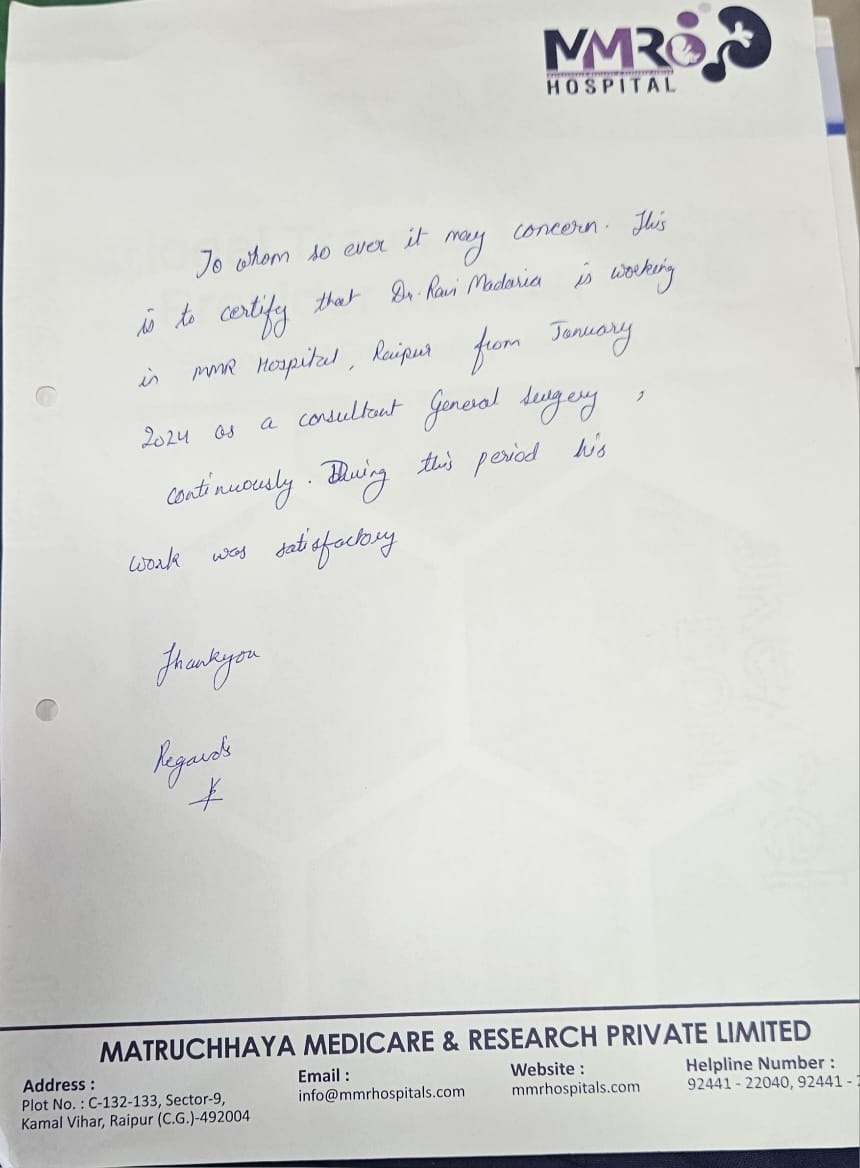 MMR
HOSPITAL
To whom so ever it may concern. This
is to certify that Dr. Ravi Madaria is working
in MMR Hospital, Raipur from January
2024 as a consultant General Surgery,
continuously. During this period his
work was satisfactory
Thankyou
Regards
MATRUCHHAYA MEDICARE & RESEARCH PRIVATE LIMITED
Address :
Plot No. : C-132-133, Sector-9,
Kamal Vihar, Raipur (C.G.)-492004
Email :
info@mmrhospitals.com
Website :
mmrhospitals.com
Helpline Number :
92441 - 22040, 92441 -